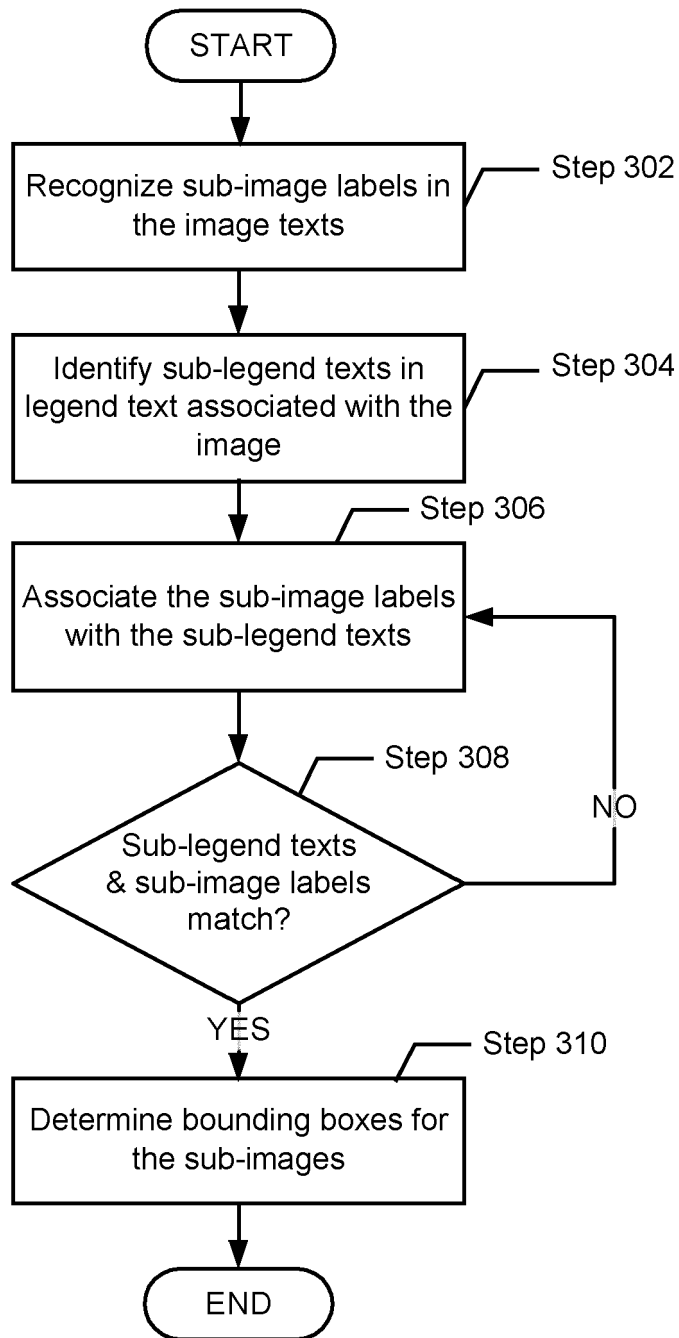 START
Recognize sub-image labels in
the image texts
Step 302
Identify sub-legend texts in
legend text associated with the
image
Step 304
Step 306
Associate the sub-image labels
with the sub-legend texts
Step 308
Sub-legend texts
& sub-image labels
match?
NO
YES
Step 310
Determine bounding boxes for
the sub-images
END